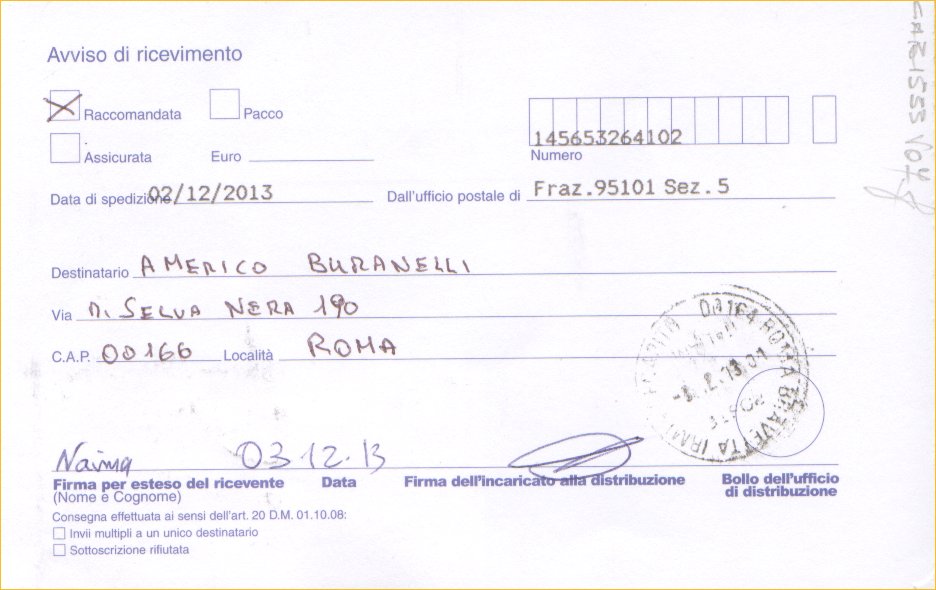 Avviso di ricevimento
Raccomandata Pacco
Assicurata Euro
145653264102
Numero
Data di spedizione 02/12/2013 Dall'ufficio postale di Fraz.95101 Sez.5
Destinatario AMERICO BURANELLI
Via D. SELVA NERA 190
C.A.P. 00166 Località ROMA
ROMA BRAVETTA
Naima 03.12.13
Firma per esteso del ricevente Data Firma dell'incaricato alla distribuzione Bollo dell'ufficio
(Nome e Cognome) di distribuzione
Consegna effettuata ai sensi dell'art. 20 D.M. 01.10.08:
Invii multipli a un unico destinatario
Sottoscrizione rifiutata